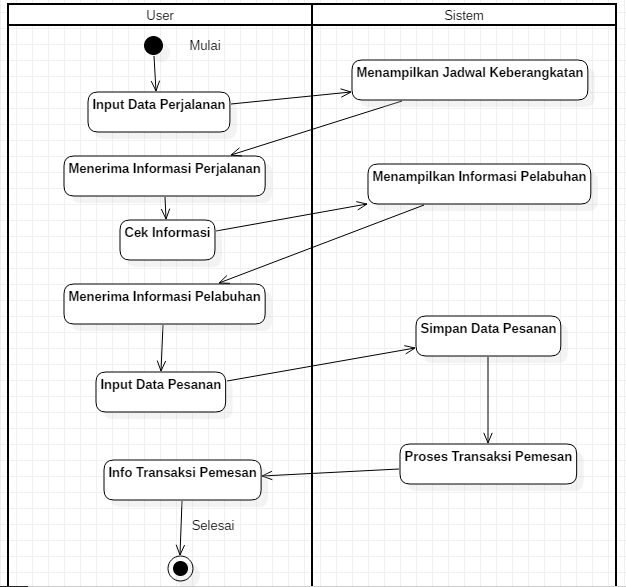 User
Sistem
Mulai
Menampilkan Jadwal Keberangkatan
Input Data Perjalanan
Menerima Informasi Perjalanan
Menampilkan Informasi Pelabuhan
Cek Informasi
Menerima Informasi Pelabuhan
Simpan Data Pesanan
Input Data Pesanan
Proses Transaksi Pemesan
Info Transaksi Pemesan
Selesai